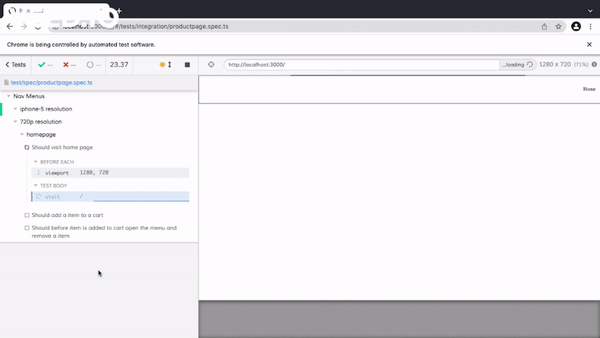 #/tests/integration/productpage.spec.ts
Chrome is being controlled by automated test software.
Tests
--
--
--
23.37
http://localhost:3000/
..Loading
1280 x 720 (71%)
test/spec/productpage.spec.ts
Home
Nav Menus
iphone-5 resolution
720p resolution
homepage
Should visit home page
BEFORE EACH
1 viewport 1280, 720
TEST BODY
visit /
Should add a item to a cart
Should before item is added to cart open the menu and
remove a item